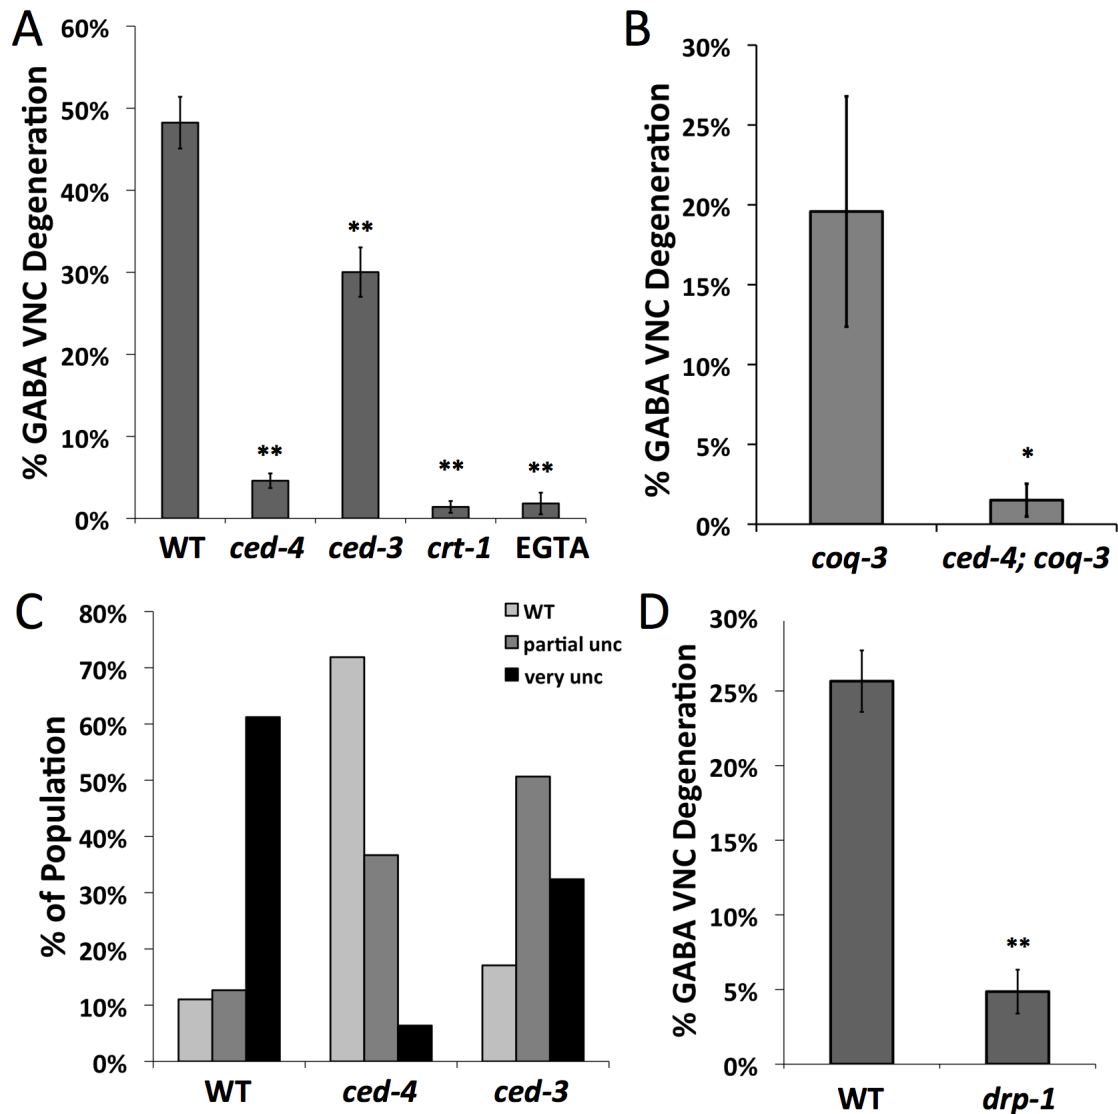 A
% GABA VNC Degeneration
60%
50%
40%
30%
20%
10%
0%
**
**
**
**
WT ced-4 ced-3 crt-1 EGTA
B
% GABA VNC Degeneration
30%
25%
20%
15%
10%
5%
0%
*
coq-3 ced-4; coq-3
C
% of Population
80%
70%
60%
50%
40%
30%
20%
10%
0%
WT
partial unc
very unc
WT ced-4 ced-3
D
% GABA VNC Degeneration
30%
25%
20%
15%
10%
5%
0%
**
WT drp-1